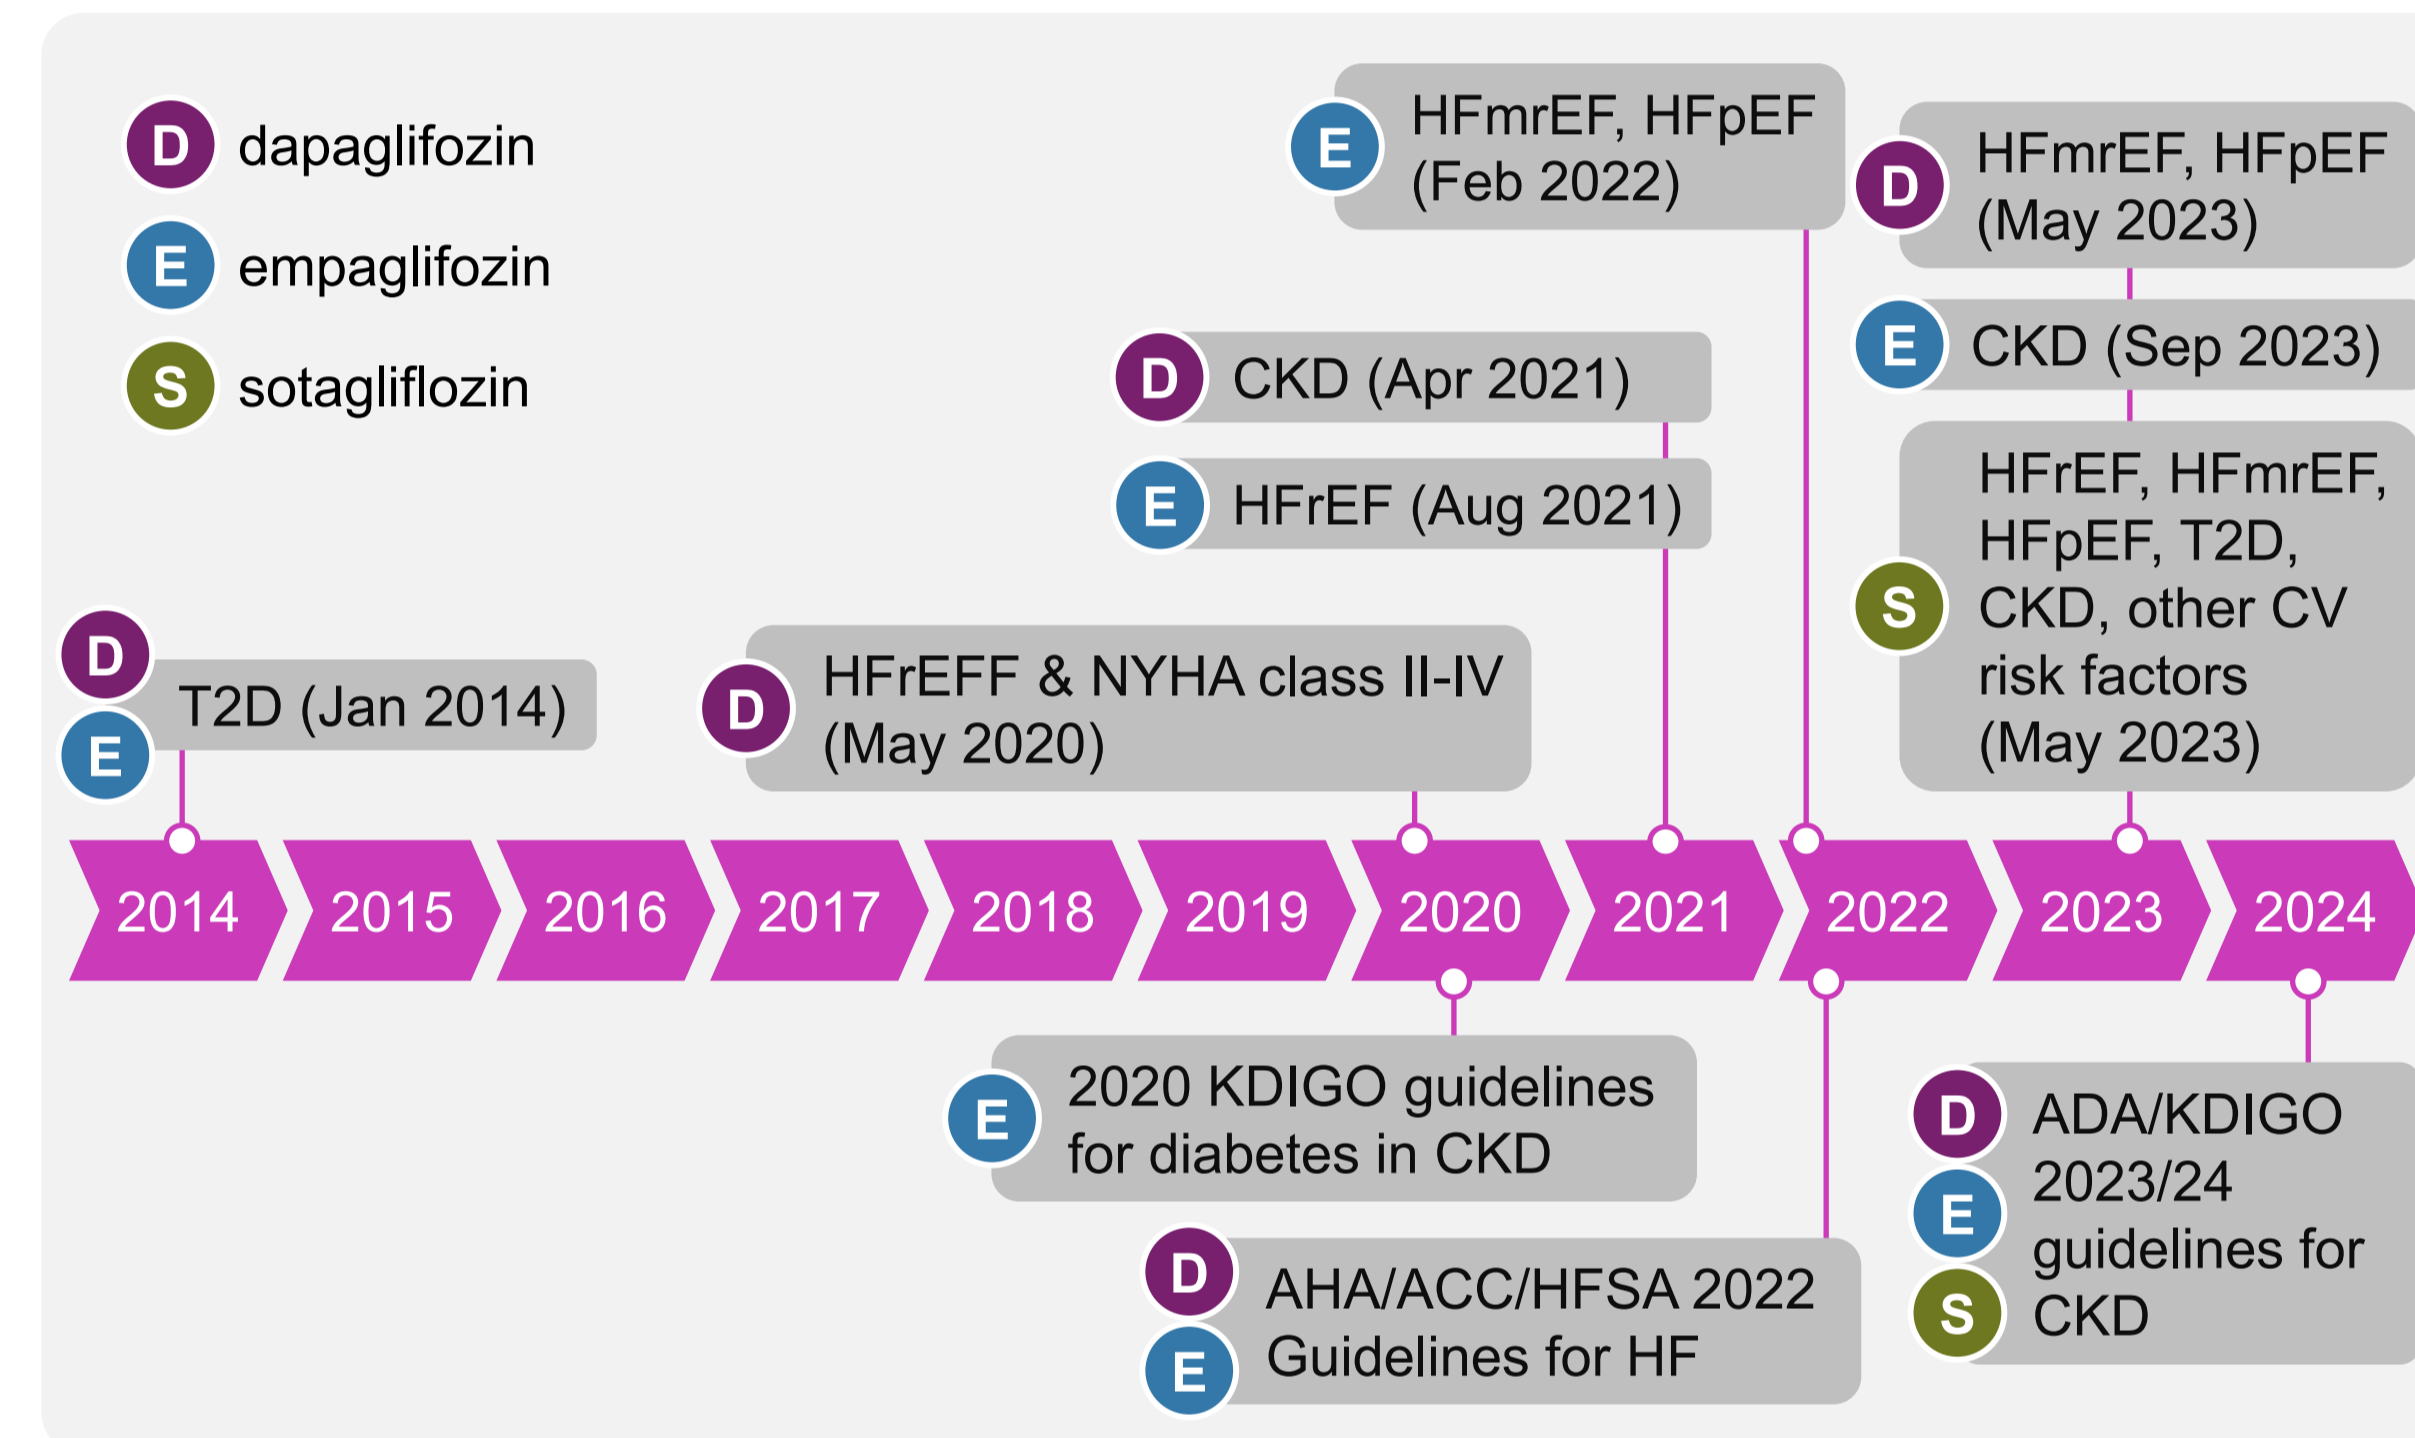 D dapaglifozin
E empaglifozin
S sotagliflozin
D
E
T2D (Jan 2014)
D
HFrEFF & NYHA class II-IV
(May 2020)
D CKD (Apr 2021)
E HFrEF (Aug 2021)
E
HFmrEF, HFpEF
(Feb 2022)
D
HFmrEF, HFpEF
(May 2023)
E CKD (Sep 2023)
S
HFrEF, HFmrEF,
HFpEF, T2D,
CKD, other CV
risk factors
(May 2023)
2014 2015 2016 2017 2018 2019 2020 2021 2022 2023 2024
E
2020 KDIGO guidelines
for diabetes in CKD
D
E
AHA/ACC/HFSA 2022
Guidelines for HF
D
E
S
ADA/KDIGO
2023/24
guidelines for
CKD